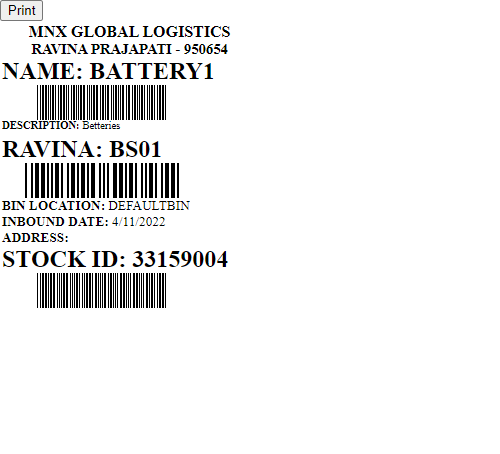 Print
MNX GLOBAL LOGISTICS
RAVINA PRAJAPATI - 950654
NAME: BATTERY1
DESCRIPTION: Betteries
RAVINA: BS01
BIN LOCATION: DEFAULTBIN
INBOUND DATE: 4/11/2022
ADDRESS:
STOCK ID: 33159004